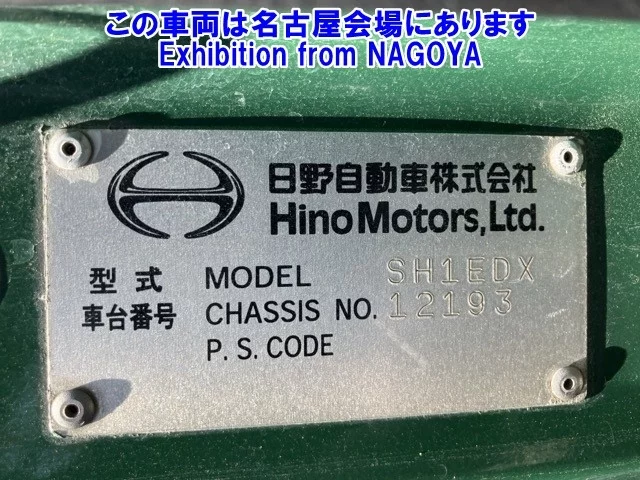 この車両は名古屋会場にあります
Exhibition from NAGOYA
日野自動車株式会社
Hino Motors, Ltd.
型式 MODEL SH1EDX
車台番号 CHASSIS NO. 12193
P. S. CODE